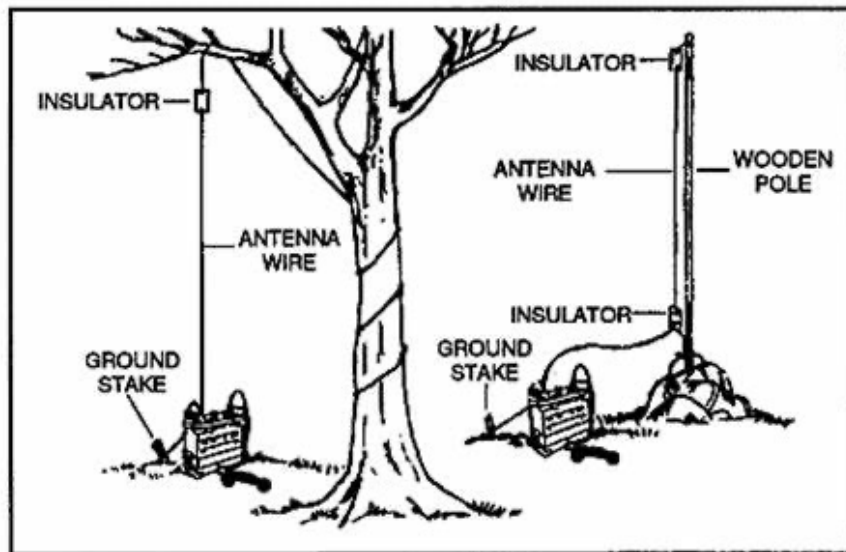 INSULATOR
ANTENNA
WIRE
GROUND
STAKE
INSULATOR
ANTENNA
WIRE
WOODEN
POLE
INSULATOR
GROUND
STAKE